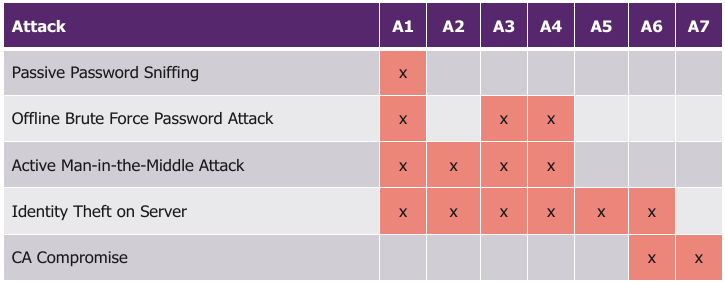 Attack A1 A2 A3 A4 A5 A6 A7
Passive Password Sniffing x
Offline Brute Force Password Attack x x x
Active Man-in-the-Middle Attack x x x x
Identity Theft on Server x x x x x x
CA Compromise x x